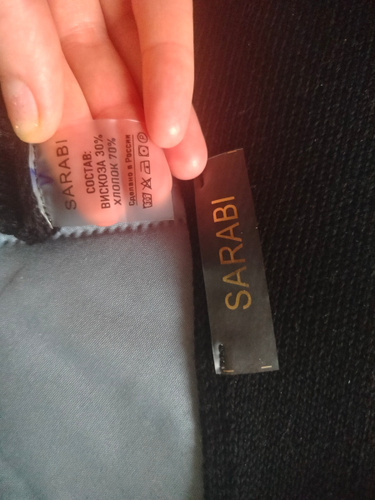 SARABI
СОСТАВ:
ВИСКОЗА 30%
ХЛОПОК 70%
Сделано в России
SARABI